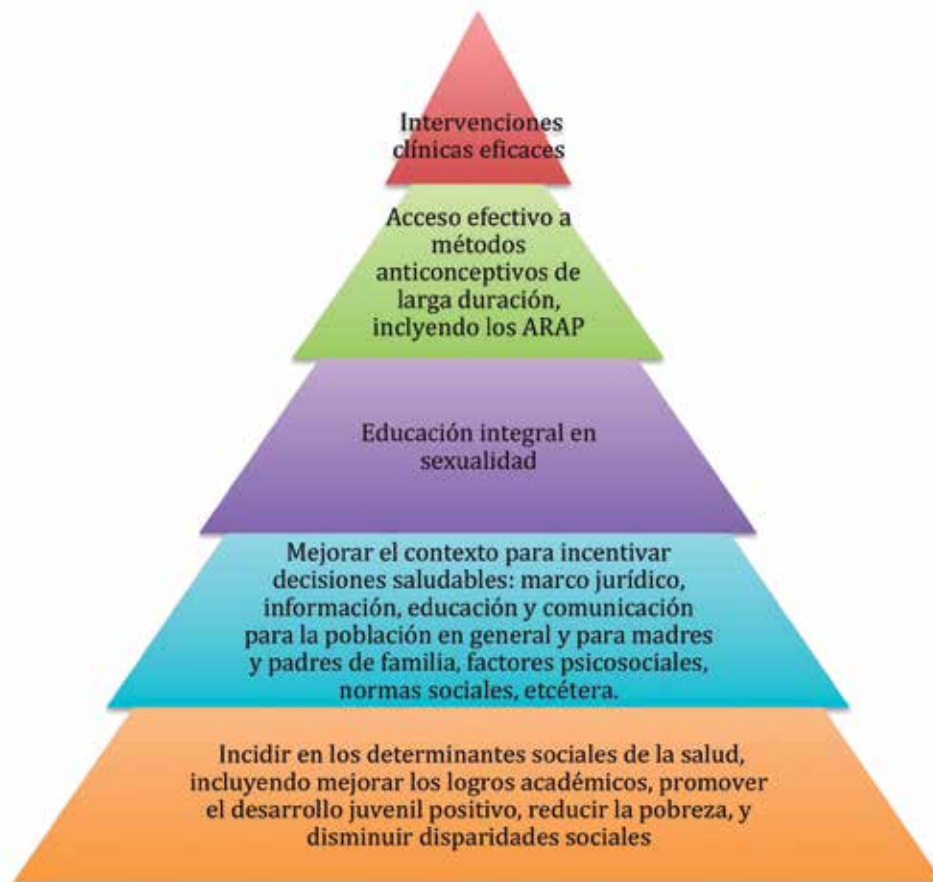 Intervenciones
clínicas eficaces
Acceso efectivo a
métodos
anticonceptivos de
larga duración,
inclyendo los ARAP
Educación integral en
sexualidad
Mejorar el contexto para incentivar
decisiones saludables: marco jurídico,
información, educación y comunicación
para la población en general y para madres
y padres de familia, factores psicosociales,
normas sociales, etcétera.
Incidir en los determinantes sociales de la salud,
incluyendo mejorar los logros académicos, promover
el desarrollo juvenil positivo, reducir la pobreza, y
disminuir disparidades sociales